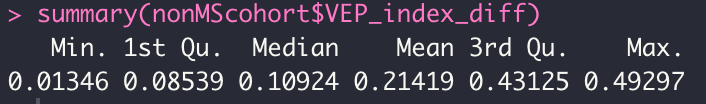 > summary(nonMScohort$VEP_index_diff)
Min. 1st Qu. Median Mean 3rd Qu. Max.
0.01346 0.08539 0.10924 0.21419 0.43125 0.49297